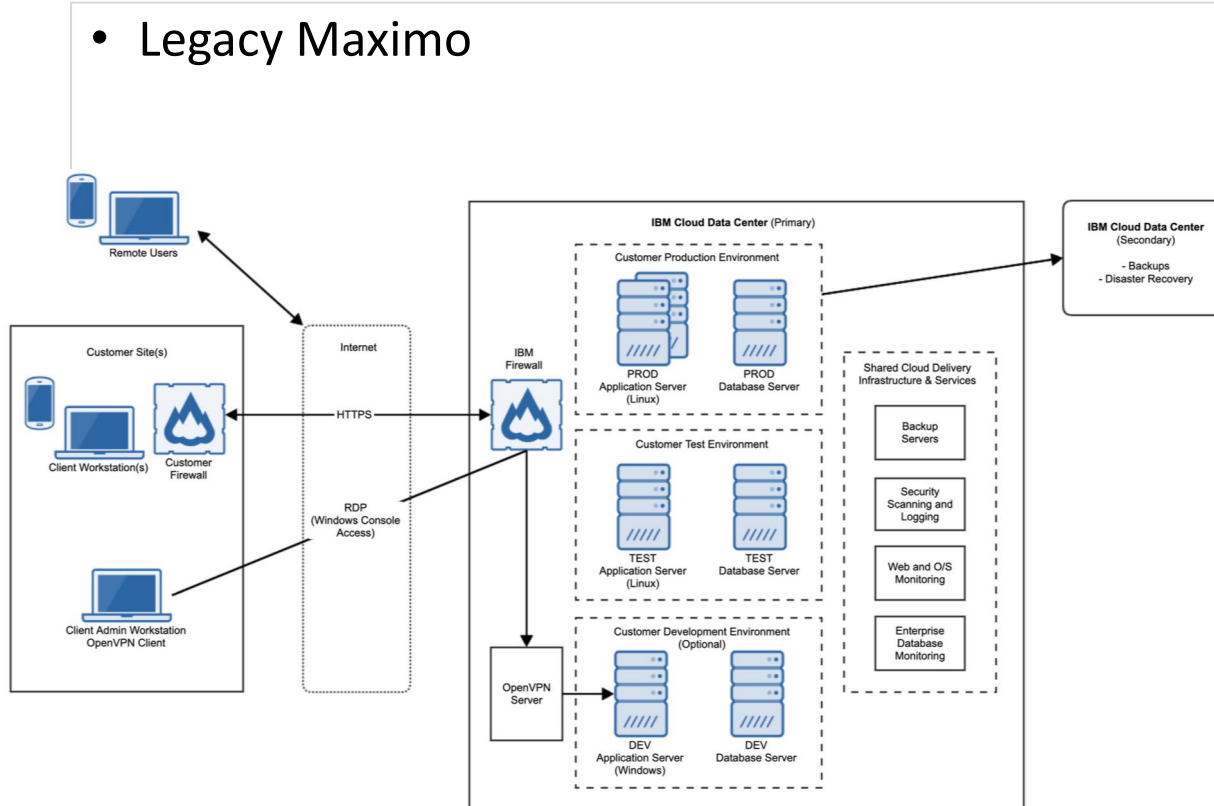 • Legacy Maximo
Remote Users
Customer Site(s)
Client Workstation(s)
Customer
Firewall
Client Admin Workstation
OpenVPN Client
Internet
HTTPS
RDP
(Windows Console
Access)
IBM Cloud Data Center (Primary)
IBM
Firewall
OpenVPN
Server
Customer Production Environment
PROD
Application Server
(Linux)
PROD
Database Server
Customer Test Environment
TEST
Application Server
(Linux)
TEST
Database Server
Customer Development Environment
(Optional)
DEV
Application Server
(Windows)
DEV
Database Server
Shared Cloud Delivery
Infrastructure & Services
Backup
Servers
Security
Scanning and
Logging
Web and O/S
Monitoring
Enterprise
Database
Monitoring
IBM Cloud Data Center
(Secondary)
- Backups
- Disaster Recovery